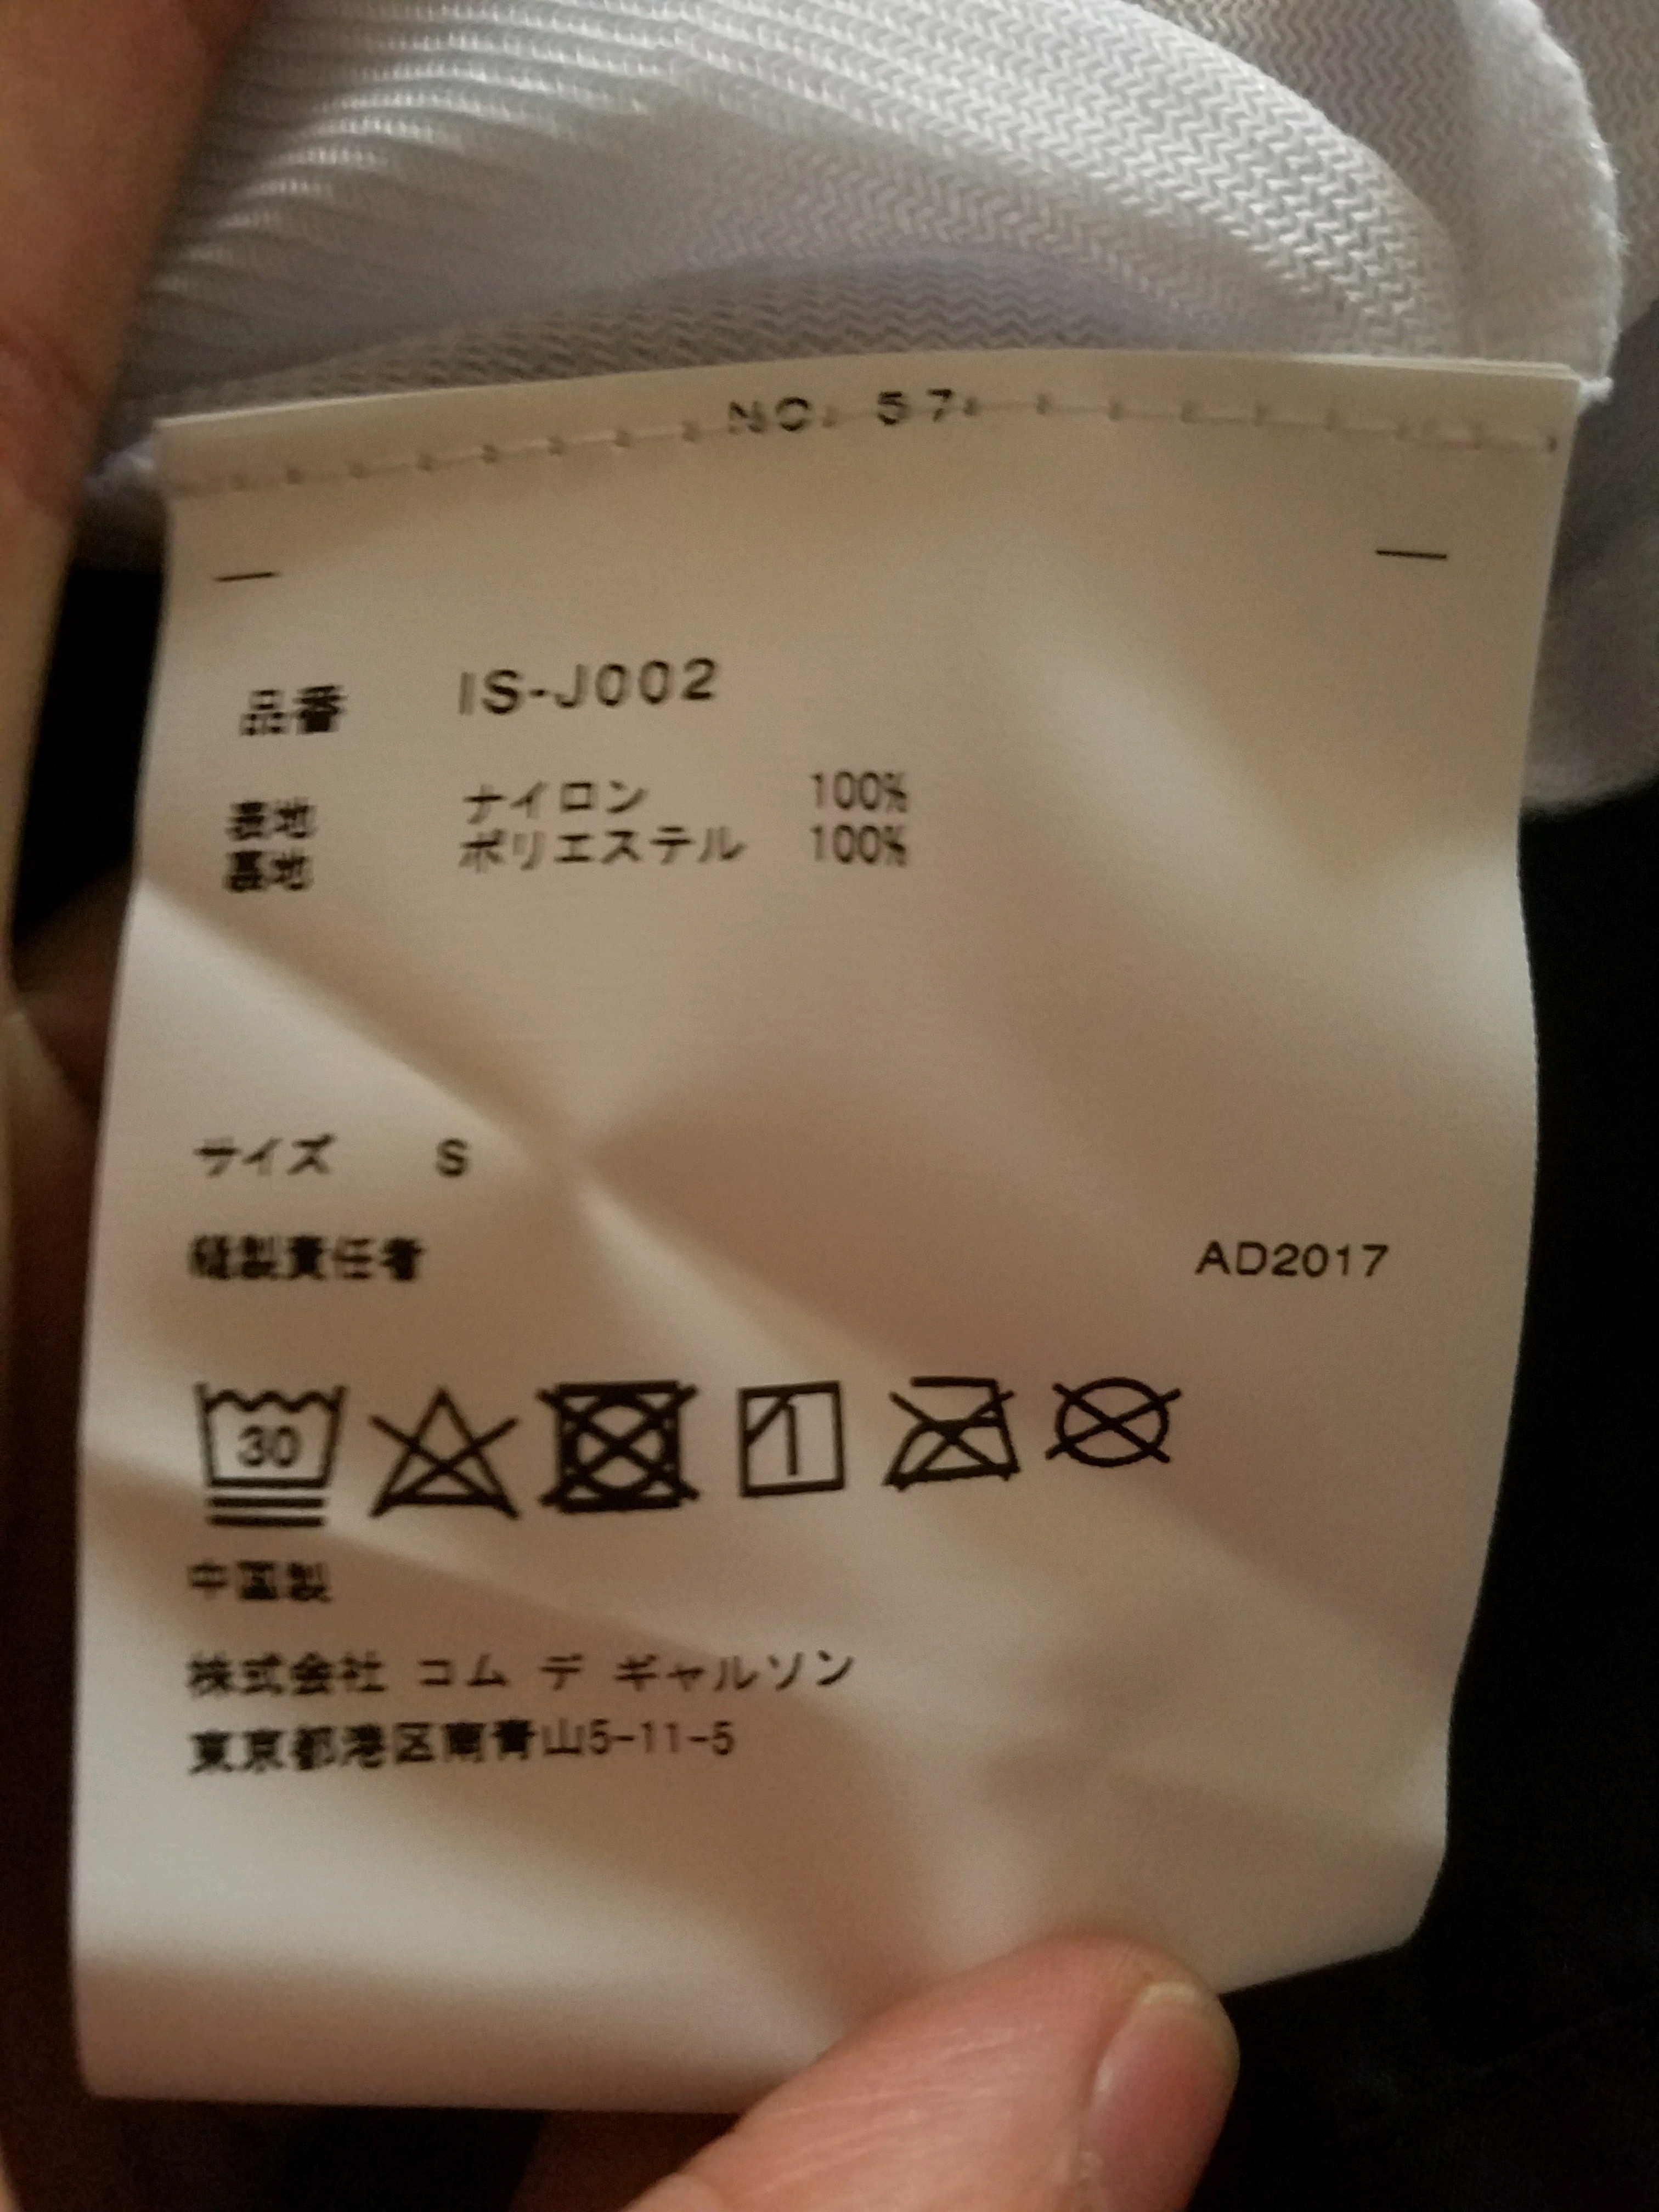 NO. 57
品番 IS-J002
表地 ナイロン 100%
裏地 ポリエステル 100%
サイズ S
縫製責任者 AD2017
30
1
中国製
株式会社 コム デ ギャルソン
東京都港区南青山5-11-5